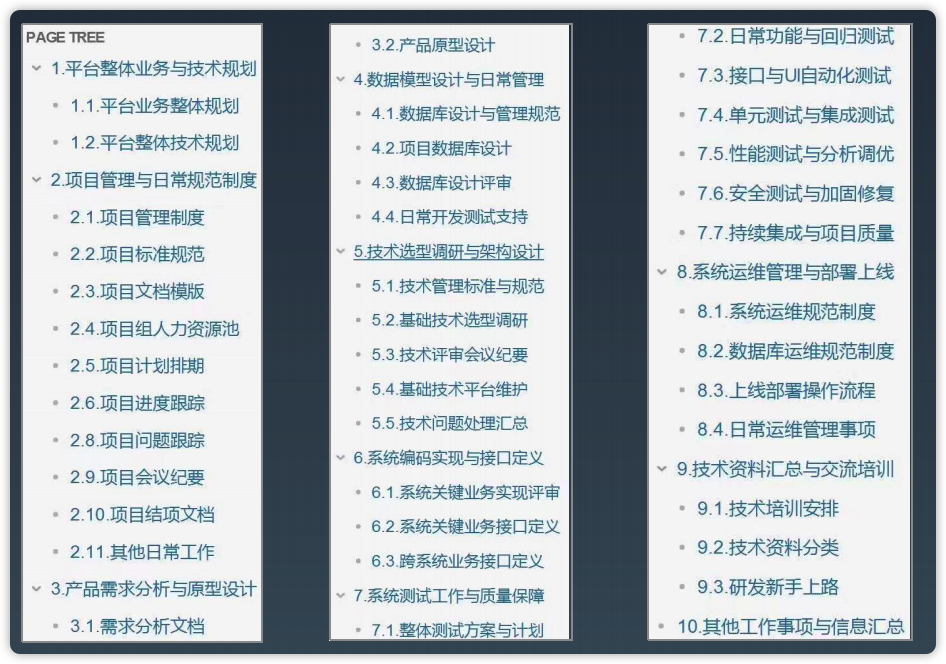 PAGE TREE
1.平台整体业务与技术规划
1.1.平台业务整体规划
1.2.平台整体技术规划
2.项目管理与日常规范制度
2.1.项目管理制度
2.2.项目标准规范
2.3.项目文档模版
2.4.项目组人力资源池
2.5.项目计划排期
2.6.项目进度跟踪
2.8.项目问题跟踪
2.9.项目会议纪要
2.10.项目结项文档
2.11.其他日常工作
3.产品需求分析与原型设计
3.1.需求分析文档
3.2.产品原型设计
4.数据模型设计与日常管理
4.1.数据库设计与管理规范
4.2.项目数据库设计
4.3.数据库设计评审
4.4.日常开发测试支持
5.技术选型调研与架构设计
5.1.技术管理标准与规范
5.2.基础技术选型调研
5.3.技术评审会议纪要
5.4.基础技术平台维护
5.5.技术问题处理汇总
6.系统编码实现与接口定义
6.1.系统关键业务实现评审
6.2.系统关键业务接口定义
6.3.跨系统业务接口定义
7.系统测试工作与质量保障
7.1.整体测试方案与计划
7.2.日常功能与回归测试
7.3.接口与UI自动化测试
7.4.单元测试与集成测试
7.5.性能测试与分析调优
7.6.安全测试与加固修复
7.7.持续集成与项目质量
8.系统运维管理与部署上线
8.1.系统运维规范制度
8.2.数据库运维规范制度
8.3.上线部署操作流程
8.4.日常运维管理事项
9.技术资料汇总与交流培训
9.1.技术培训安排
9.2.技术资料分类
9.3.研发新手上路
10.其他工作事项与信息汇总